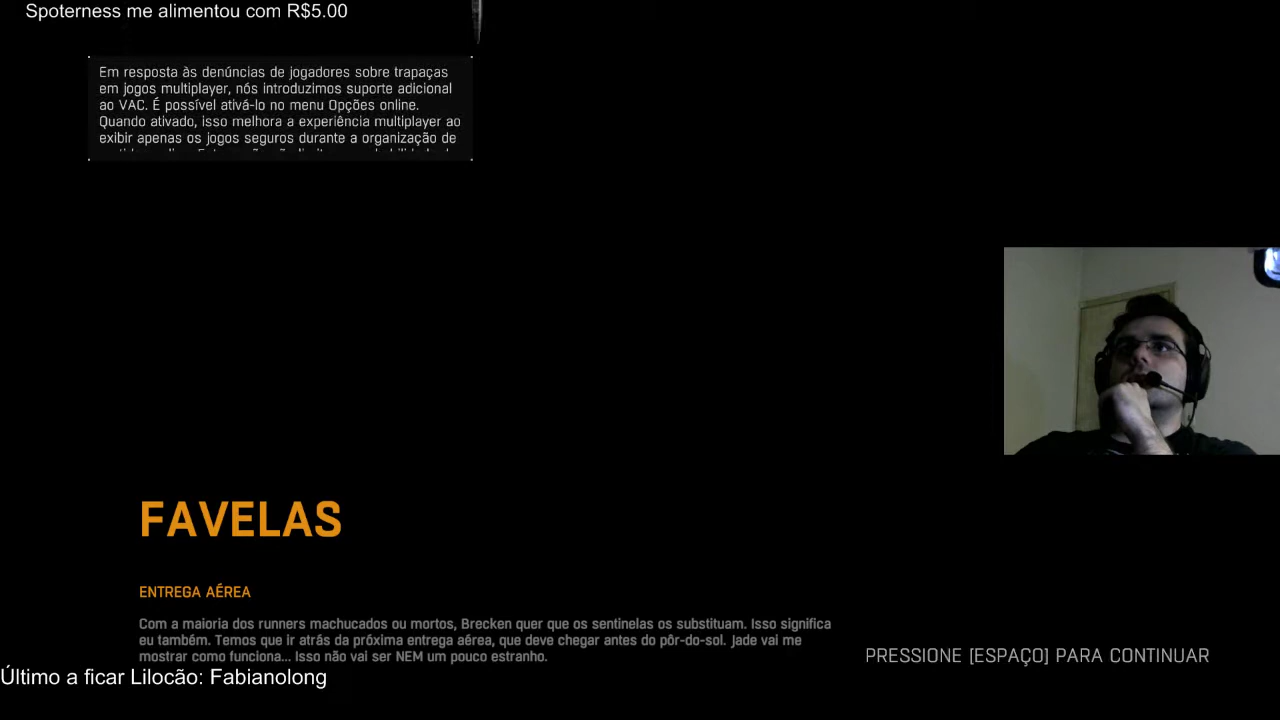 Spoterness me alimentou com R$5.00
Em resposta às denúncias de jogadores sobre trapaças
em jogos multiplayer, nós introduzimos suporte adicional
ao VAC. É possível ativá-lo no menu Opções online.
Quando ativado, isso melhora a experiência multiplayer ao
exibir apenas os jogos seguros durante a organização de
FAVELAS
ENTREGA AÉREA
Com a maioria dos runners machucados ou mortos, Brecken quer que os sentinelas os substituam. Isso significa
eu também. Temos que ir atrás da próxima entrega aérea, que deve chegar antes do pôr-do-sol. Jade vai me
mostrar como funciona... Isso não vai ser NEM um pouco estranho.
PRESSIONE [ESPAÇO] PARA CONTINUAR
Último a ficar Lilocão: Fabianolong